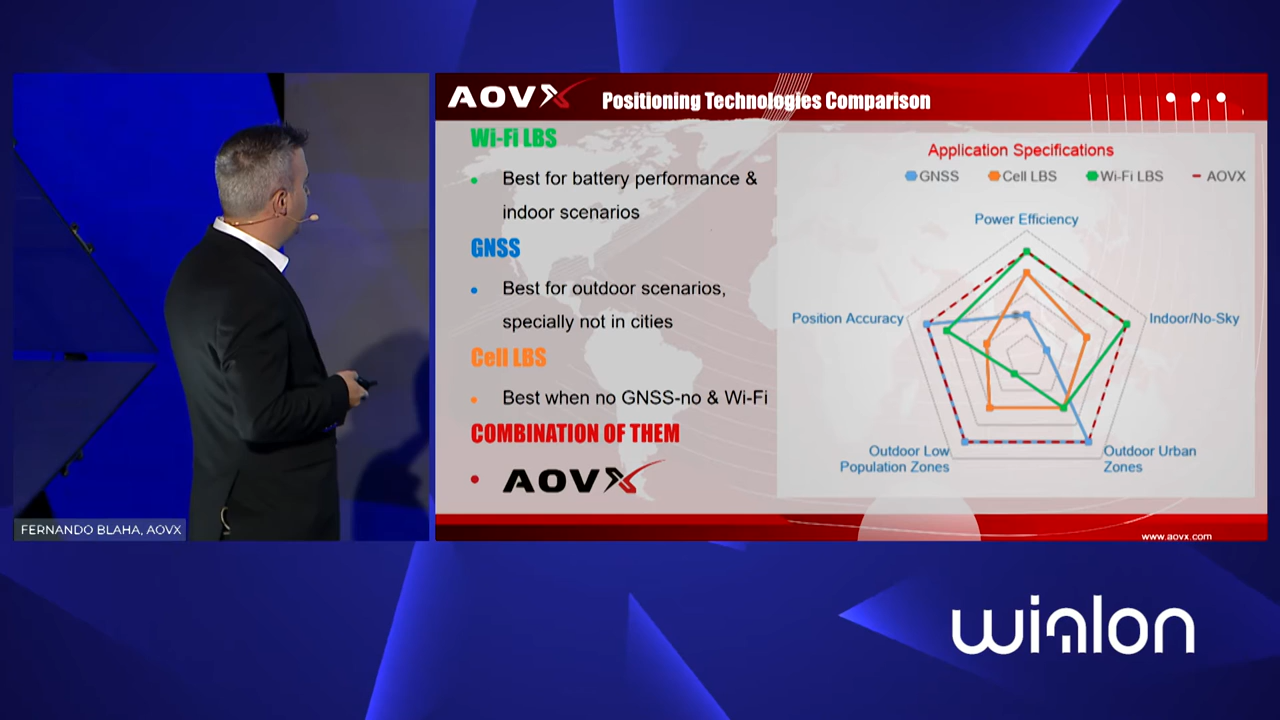 AOVX
Positioning Technologies Comparison
Wi-Fi LBS
• Best for battery performance &
indoor scenarios
GNSS
• Best for outdoor scenarios,
specially not in cities
Cell LBS
• Best when no GNSS-no & Wi-Fi
COMBINATION OF THEM
• AOVX
Application Specifications
GNSS Cell LBS Wi-Fi LBS AOVX
Power Efficiency
Position Accuracy
Indoor/No-Sky
Outdoor Low
Population Zones
Outdoor Urban
Zones
www.aovx.com
FERNANDO BLAHA, AOVX
wialon